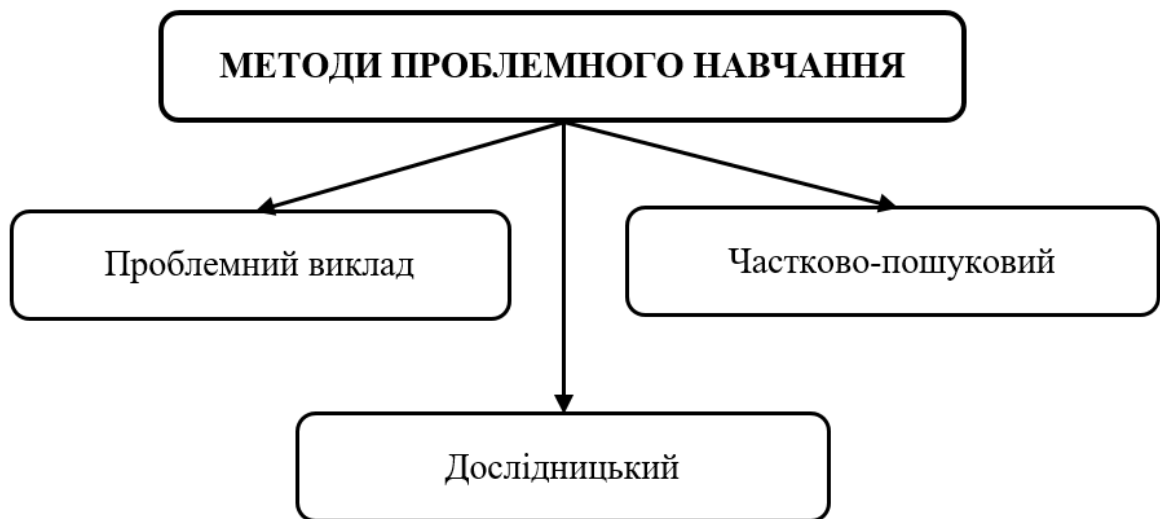 МЕТОДИ ПРОБЛЕМНОГО НАВЧАННЯ
Проблемний виклад
Частково-пошуковий
Дослідницький